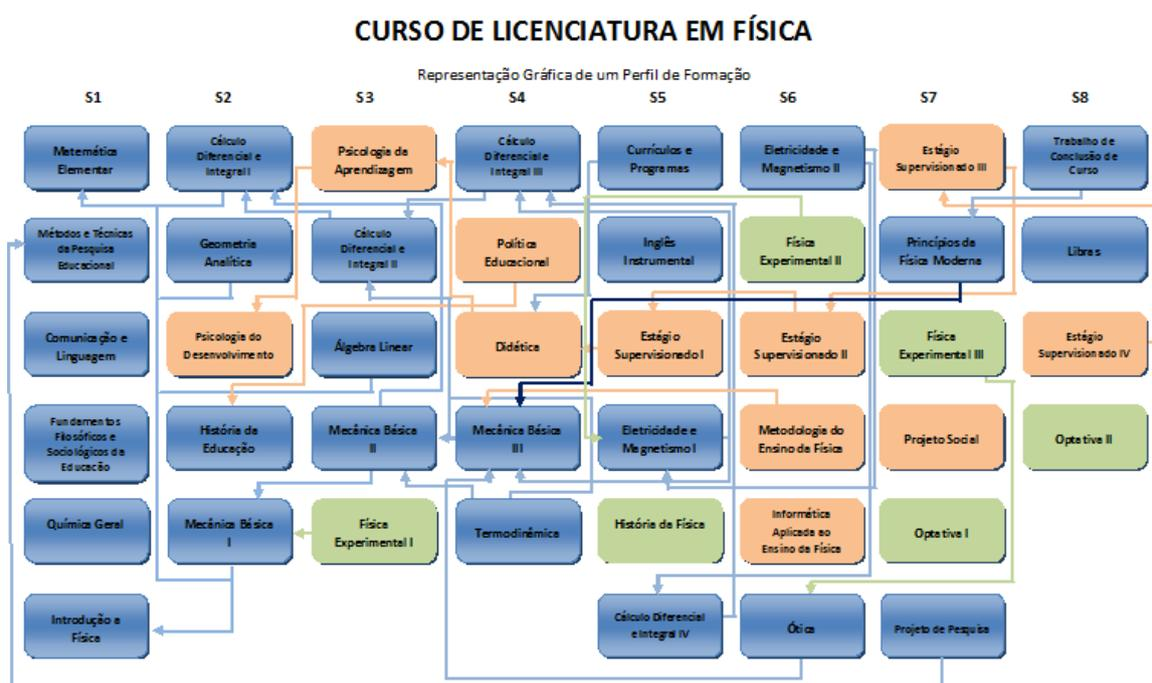 CURSO DE LICENCIATURA EM FÍSICA
Representação Gráfica de um Perfil de Formação
S1 S2 S3 S4 S5 S6 S7 S8
Matemática
Elementar
Cálculo
Diferencial e
Integral I
Psicologia da
Aprendizagem
Cálculo
Diferencial e
Integral III
Currículos e
Programas
Eletricidade e
Magnetismo II
Estágio
Supervisionado III
Trabalho de
Conclusão de
Curso
Métodos e Técnicas
da Pesquisa
Educacional
Geometria
Analítica
Cálculo
Diferencial e
Integral II
Política
Educacional
Inglês
Instrumental
Física
Experimental II
Princípios da
Física Moderna
Libras
Comunicação e
Linguagem
Psicologia do
Desenvolvimento
Álgebra Linear
Didática
Estágio
Supervisionado I
Estágio
Supervisionado II
Física
Experimental III
Estágio
Supervisionado IV
Fundamentos
Filosóficos e
Sociológicos da
Educacão
História da
Educação
Mecânica Básica
II
Mecânica Básica
III
Eletricidade e
Magnetismo I
Metodologia do
Ensino da Física
Projeto Social
Optativa II
Química Geral
Mecânica Básica
I
Física
Experimental I
Termodinâmica
História da Física
Informática
Aplicada ao
Ensino da Física
Optativa I
Introdução a
Física
Cálculo Diferencial
e Integral IV
Ótica
Projeto de Pesquisa